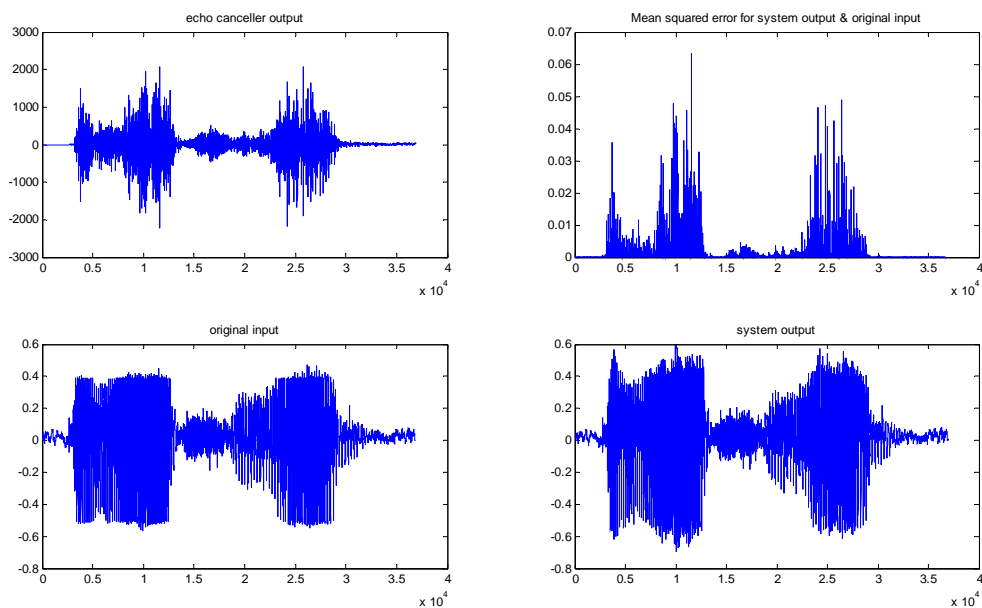 echo canceller output
3000
2000
1000
0
-1000
-2000
-3000
0 0.5 1 1.5 2 2.5 3 3.5 4
x 10^4
Mean squared error for system output & original input
0.07
0.06
0.05
0.04
0.03
0.02
0.01
0
0 0.5 1 1.5 2 2.5 3 3.5 4
x 10^4
original input
0.6
0.4
0.2
0
-0.2
-0.4
-0.6
-0.8
0 0.5 1 1.5 2 2.5 3 3.5 4
x 10^4
system output
0.6
0.4
0.2
0
-0.2
-0.4
-0.6
-0.8
0 0.5 1 1.5 2 2.5 3 3.5 4
x 10^4